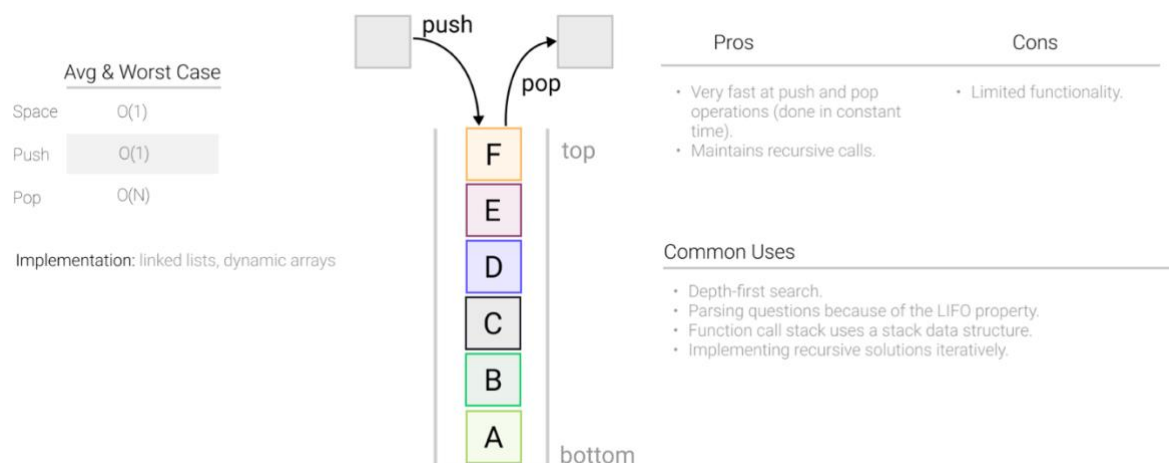 push
pop
Avg & Worst Case
Space O(1)
Push O(1)
Pop O(N)
Implementation: linked lists, dynamic arrays
F
E
D
C
B
A
top
bottom
Pros Cons
• Very fast at push and pop
operations (done in constant
time).
• Maintains recursive calls.
• Limited functionality.
Common Uses
• Depth-first search.
• Parsing questions because of the LIFO property.
• Function call stack uses a stack data structure.
• Implementing recursive solutions iteratively.